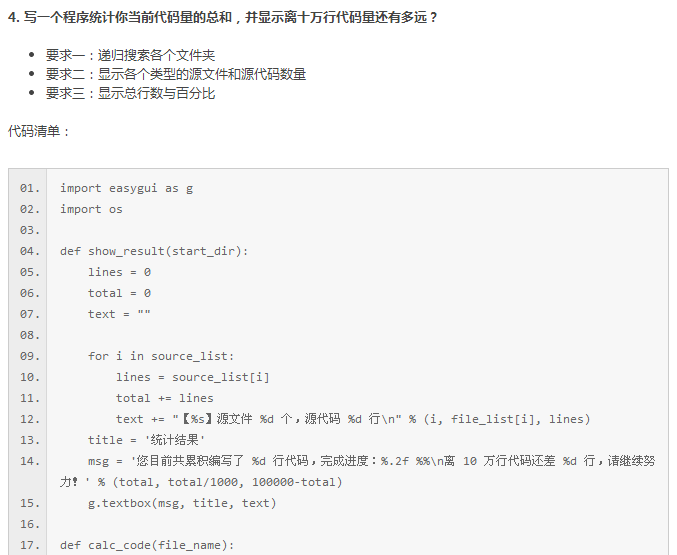 4. 写一个程序统计你当前代码量的总和，并显示离十万行代码量还有多远？
要求一：递归搜索各个文件夹
要求二：显示各个类型的源文件和源代码数量
要求三：显示总行数与百分比
代码清单：
01. import easygui as g
02. import os
03.
04. def show_result(start_dir):
05.     lines = 0
06.     total = 0
07.     text = ""
08.
09.     for i in source_list:
10.         lines = source_list[i]
11.         total += lines
12.         text += "【%s】源文件 %d 个，源代码 %d 行\n" % (i, file_list[i], lines)
13.     title = '统计结果'
14.     msg = '您目前共累积编写了 %d 行代码，完成进度：%.2f %%\n离 10 万行代码还差 %d 行，请继续努
力！' % (total, total/1000, 100000-total)
15.     g.textbox(msg, title, text)
16.
17. def calc_code(file_name):